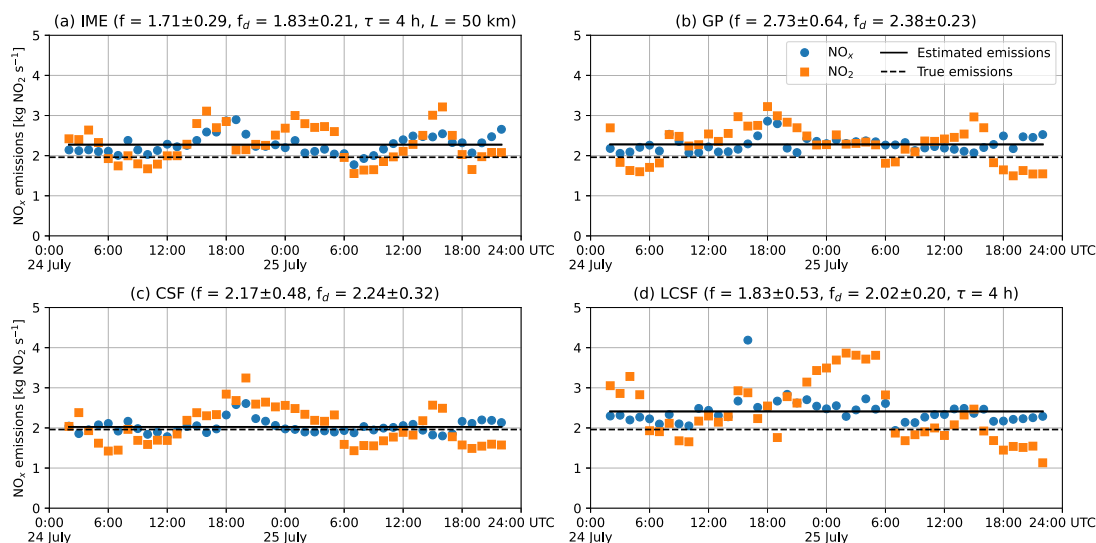 (a) IME (f = 1.71±0.29, f_d = 1.83±0.21, τ = 4 h, L = 50 km)
(b) GP (f = 2.73±0.64, f_d = 2.38±0.23)
NOₓ emissions [kg NO₂ s⁻¹]
5
4
3
2
1
0
0:00
24 July
6:00
12:00
18:00
0:00
25 July
6:00
12:00
18:00
24:00 UTC
NOₓ
NO₂
Estimated emissions
True emissions
5
4
3
2
1
0
0:00
24 July
6:00
12:00
18:00
0:00
25 July
6:00
12:00
18:00
24:00 UTC
(c) CSF (f = 2.17±0.48, f_d = 2.24±0.32)
(d) LCSF (f = 1.83±0.53, f_d = 2.02±0.20, τ = 4 h)
NOₓ emissions [kg NO₂ s⁻¹]
5
4
3
2
1
0
0:00
24 July
6:00
12:00
18:00
0:00
25 July
6:00
12:00
18:00
24:00 UTC
5
4
3
2
1
0
0:00
24 July
6:00
12:00
18:00
0:00
25 July
6:00
12:00
18:00
24:00 UTC